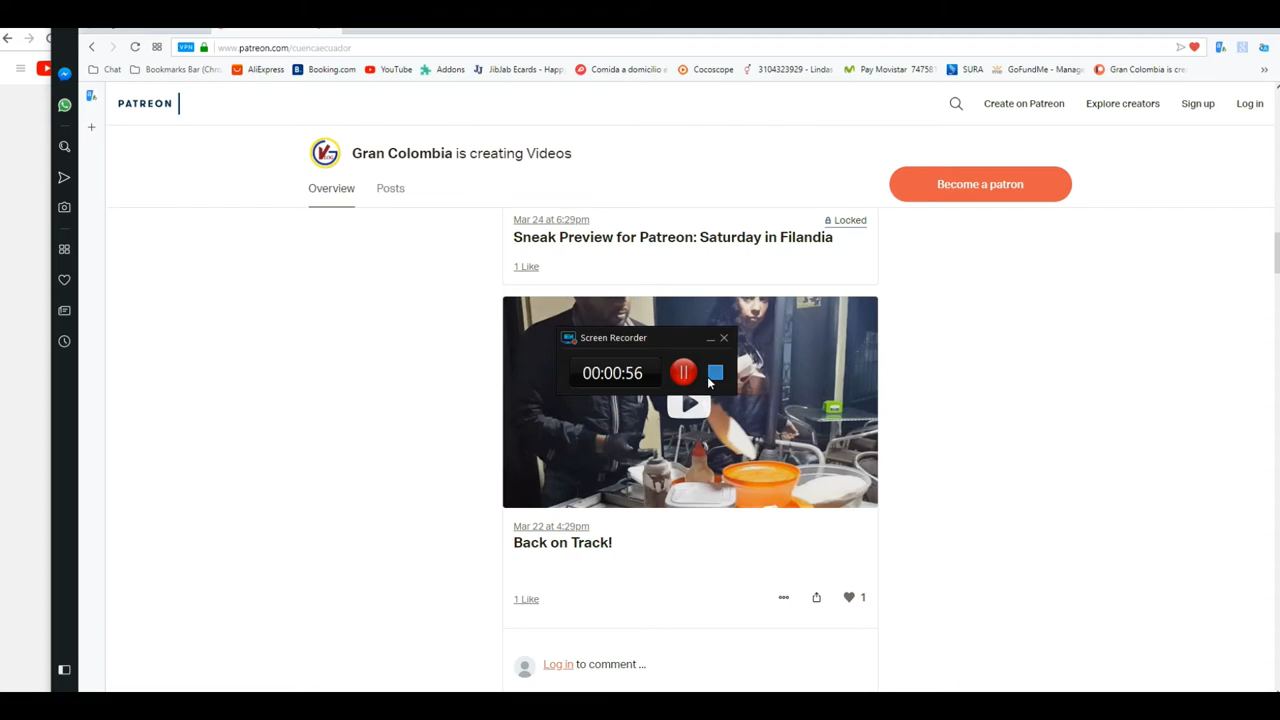 VPN www.patreon.com/cuencaecuador
Chat Bookmarks Bar (Chro AliExpress Booking.com YouTube Addons JibJab Ecards - Happ Comida a domicilio e Cocoscope 3104323929 - Lindas Pay Movistar 74758 SURA GoFundMe - Manage Gran Colombia is cre
PATREON Create on Patreon Explore creators Sign up Log in
VLOG
Gran Colombia is creating Videos
Overview Posts Become a patron
Mar 24 at 6:29pm Locked
Sneak Preview for Patreon: Saturday in Filandia
1 Like
Screen Recorder
00:00:56
Mar 22 at 4:29pm
Back on Track!
1 Like 1
Log in to comment ...